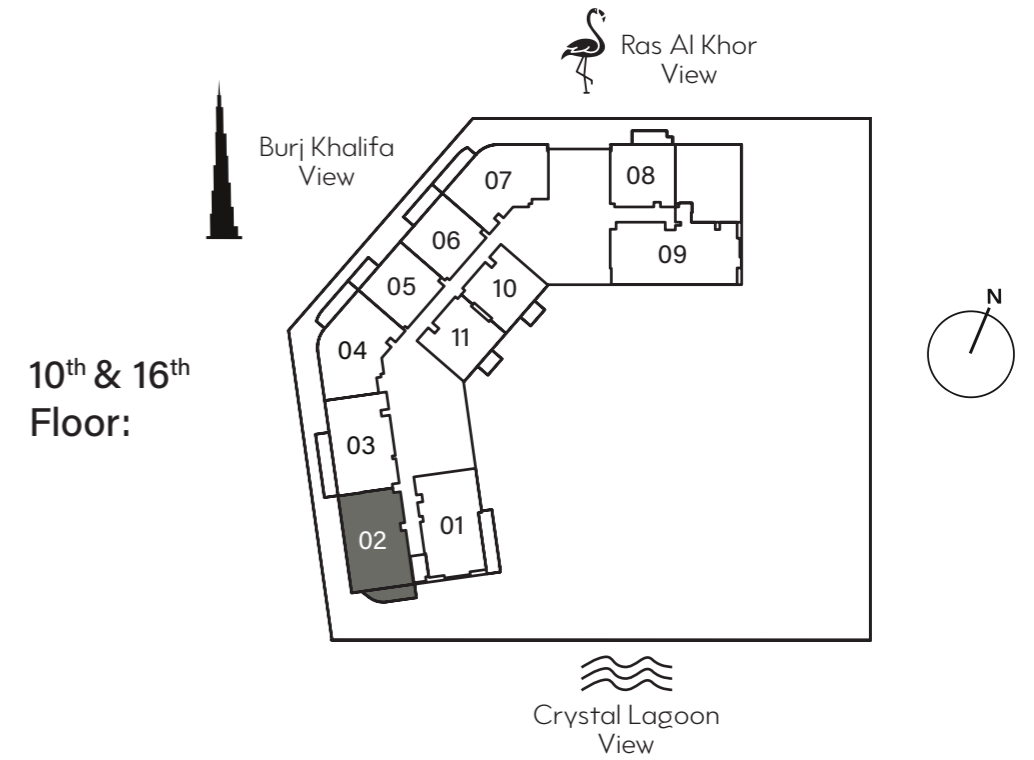 Ras Al Khor
View
Burj Khalifa
View
07
08
06
09
05
10
N
11
04
10th & 16th
Floor:
03
01
02
Crystal Lagoon
View